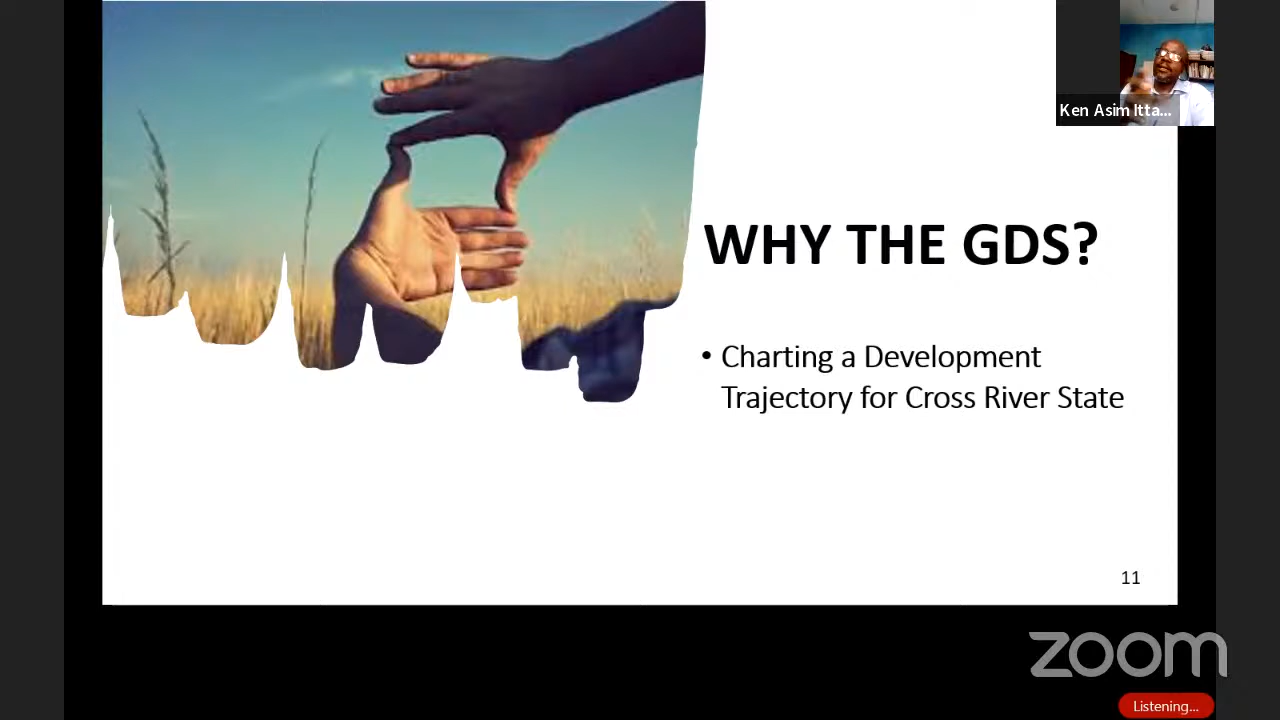 Ken Asim Itta...
WHY THE GDS?
• Charting a Development
Trajectory for Cross River State
11
zoom
Listening...